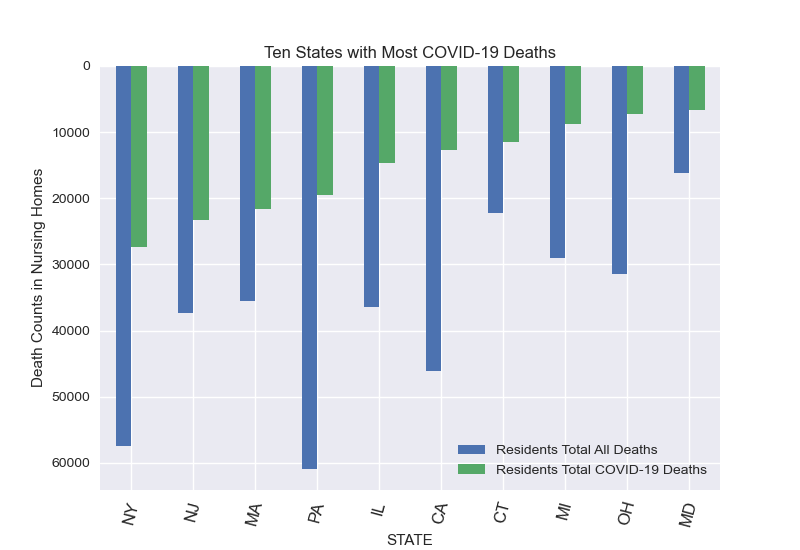 Ten States with Most COVID-19 Deaths
Death Counts in Nursing Homes
0
10000
20000
30000
40000
50000
60000
Residents Total All Deaths
Residents Total COVID-19 Deaths
NY
NJ
MA
PA
IL
CA
CT
MI
OH
MD
STATE